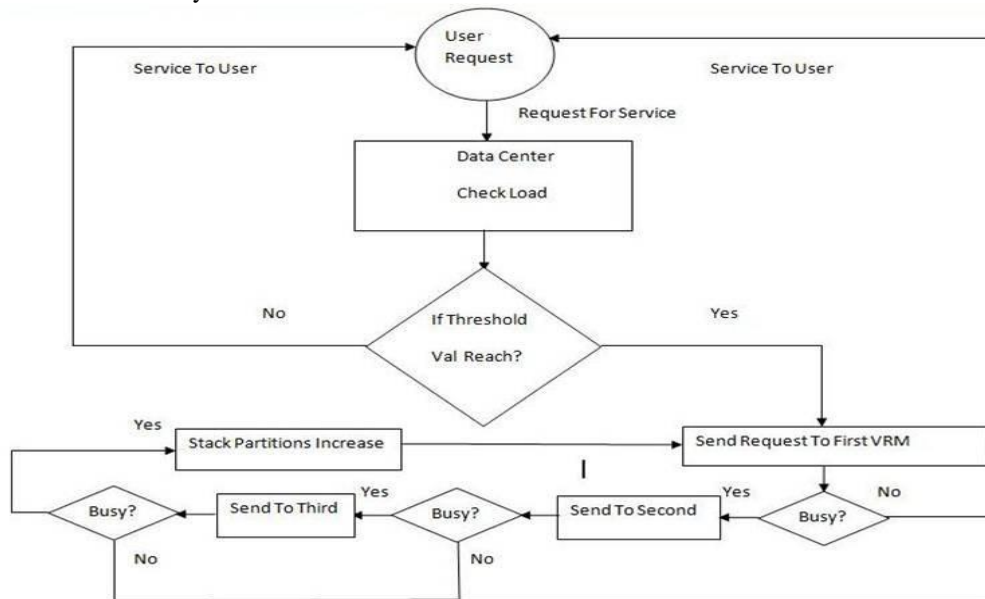 User
Request
Service To User
Service To User
Request For Service
Data Center
Check Load
No
If Threshold
Val Reach?
Yes
Yes
Stack Partitions Increase
Send Request To First VRM
Busy?
Send To Third
Yes
Busy?
Send To Second
Yes
Busy?
No
No
No